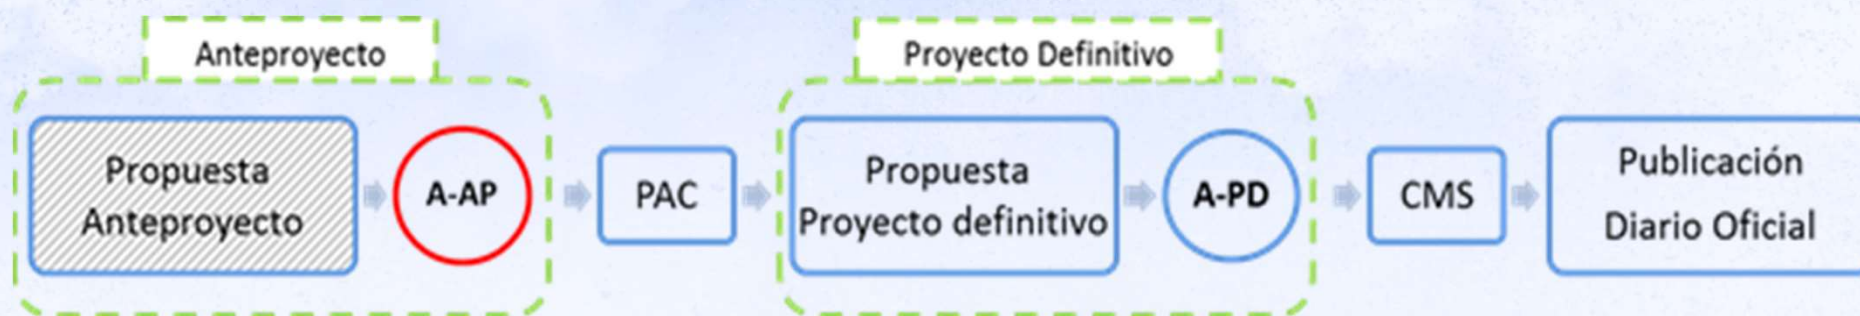 Anteproyecto
Proyecto Definitivo
Propuesta
Anteproyecto
A-AP
PAC
Propuesta
Proyecto definitivo
A-PD
CMS
Publicación
Diario Oficial